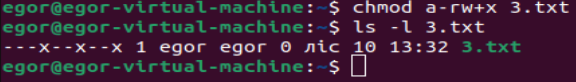 egor@egor-virtual-machine:~$ chmod a-rw+x 3.txt
egor@egor-virtual-machine:~$ ls -l 3.txt
---x--x--x 1 egor egor 0 ліс 10 13:32 3.txt
egor@egor-virtual-machine:~$